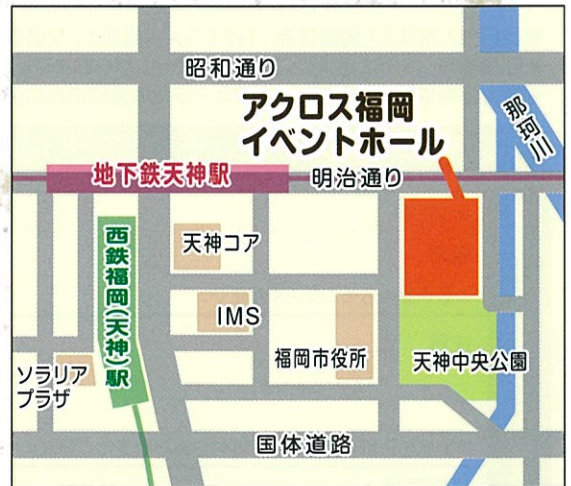 昭和通り
アクロス福岡
イベントホール
那珂川
地下鉄天神駅
明治通り
天神コア
西鉄福岡(天神)駅
IMS
福岡市役所
天神中央公園
ソラリア
プラザ
国体道路